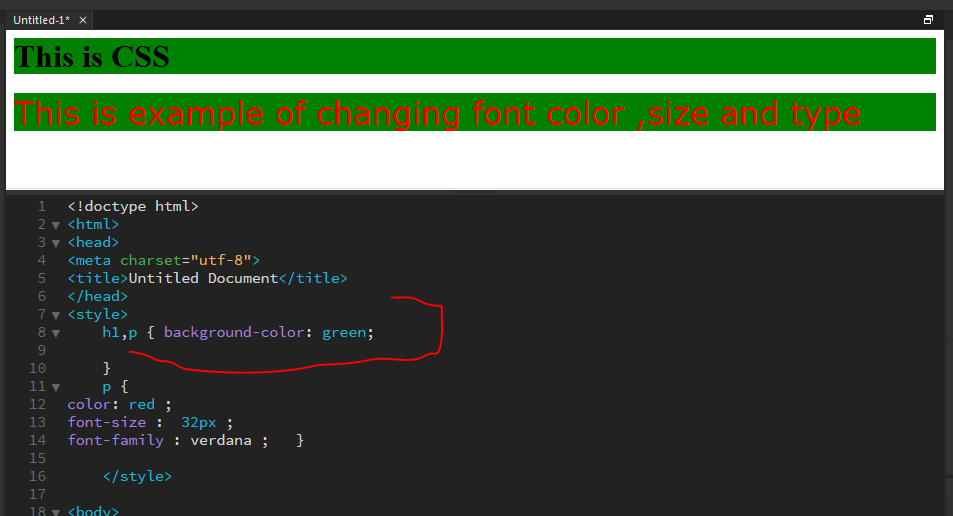 Untitled-1* ×
This is CSS
This is example of changing font color ,size and type
1 <!doctype html>
2 ▼ <html>
3 ▼ <head>
4 <meta charset="utf-8">
5 <title>Untitled Document</title>
6 </head>
7 ▼ <style>
8 ▼ h1,p { background-color: green;
9
10 }
11 ▼ p {
12 color: red ;
13 font-size :  32px ;
14 font-family : verdana ;   }
15
16 </style>
17
18 ▼ <body>